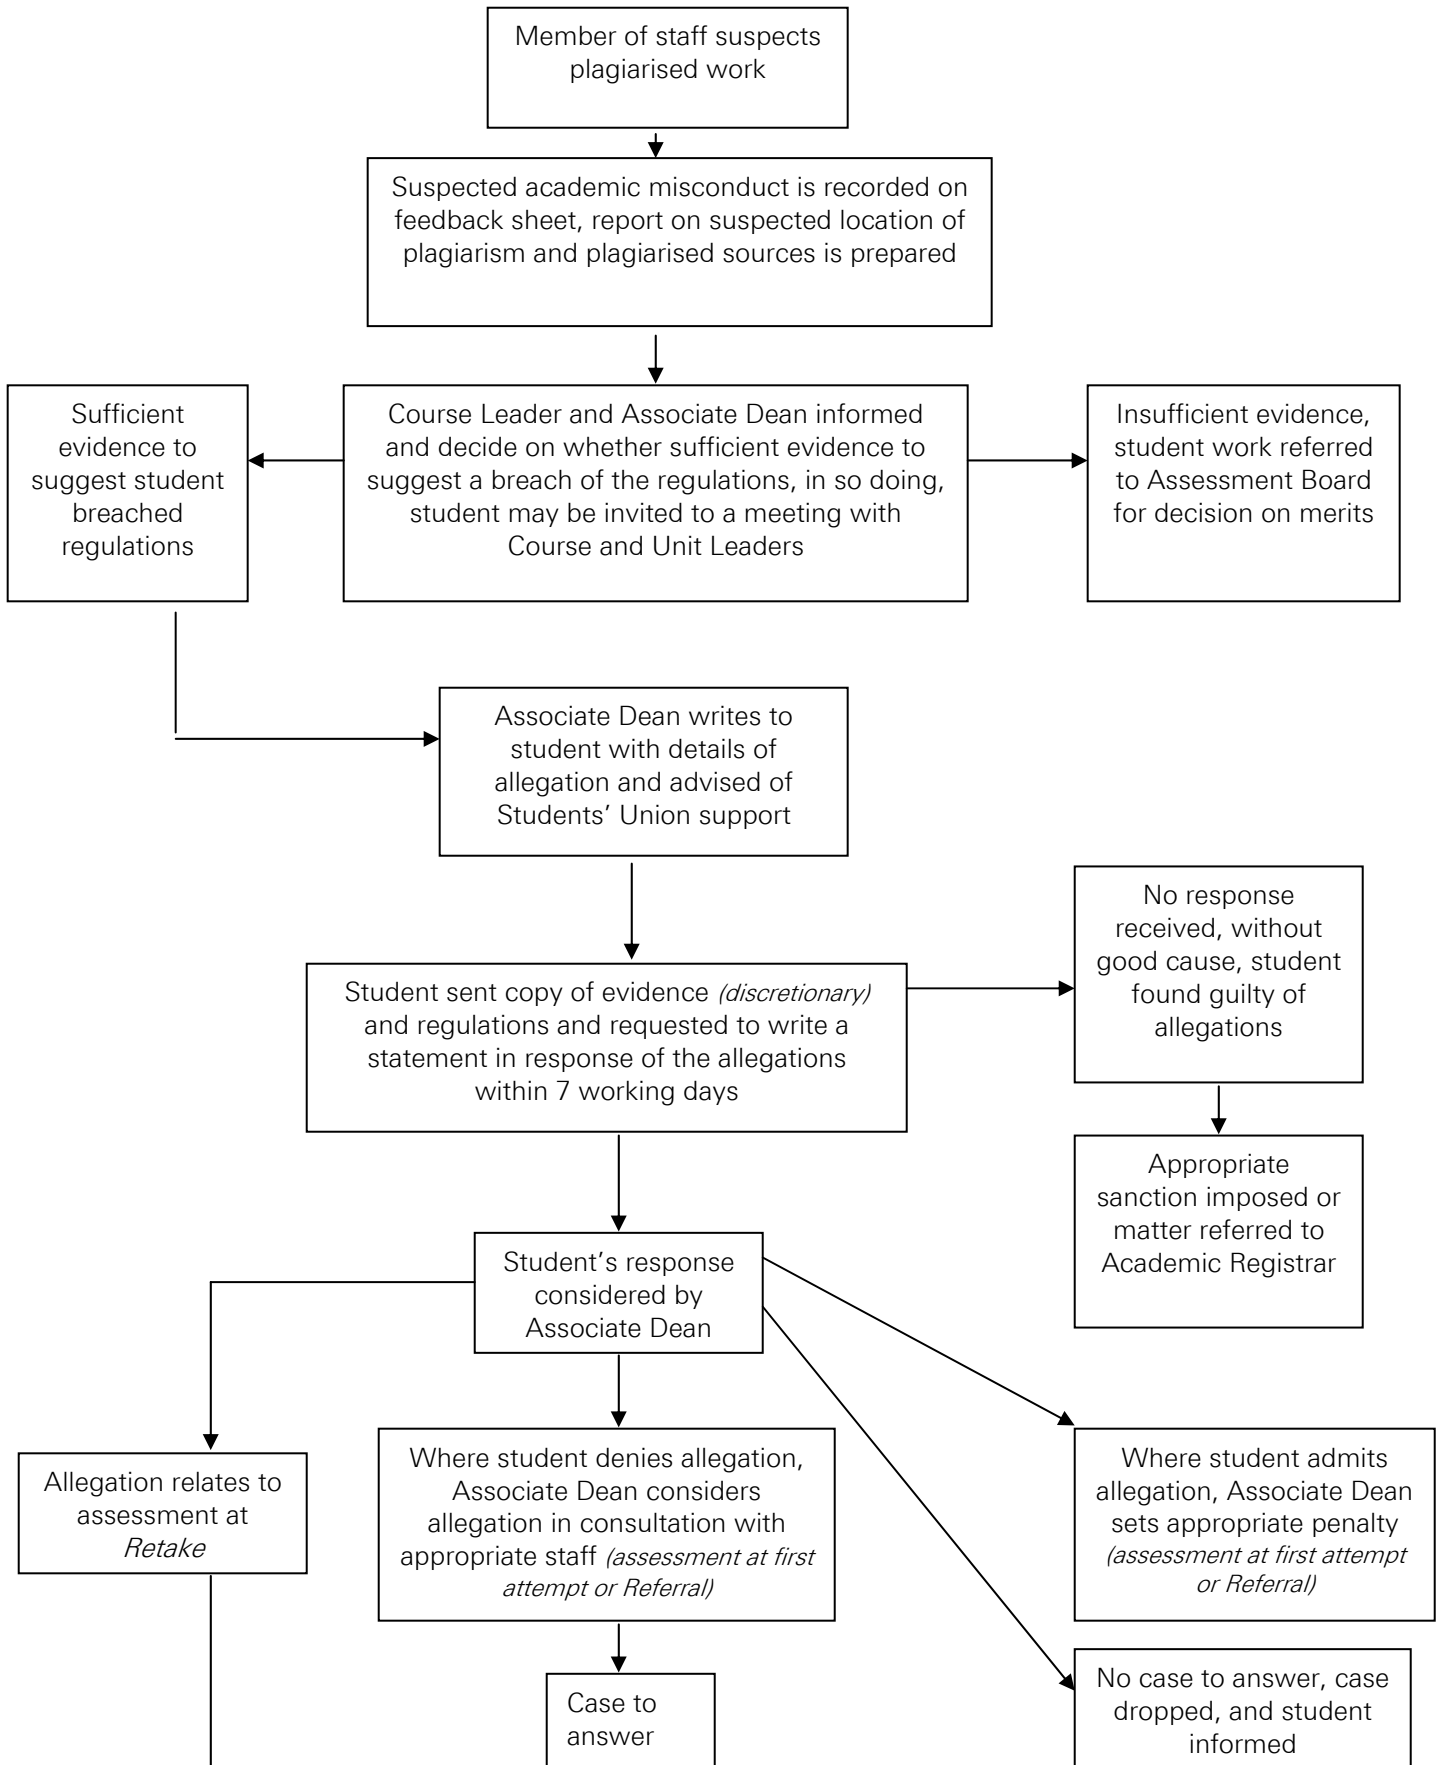 Member of staff suspects
plagiarised work
Suspected academic misconduct is recorded on
feedback sheet, report on suspected location of
plagiarism and plagiarised sources is prepared
Sufficient
evidence to
suggest student
breached
regulations
Course Leader and Associate Dean informed
and decide on whether sufficient evidence to
suggest a breach of the regulations, in so doing,
student may be invited to a meeting with
Course and Unit Leaders
Insufficient evidence,
student work referred
to Assessment Board
for decision on merits
Associate Dean writes to
student with details of
allegation and advised of
Students’ Union support
No response
received, without
good cause, student
found guilty of
allegations
Student sent copy of evidence (discretionary)
and regulations and requested to write a
statement in response of the allegations
within 7 working days
Appropriate
sanction imposed or
matter referred to
Academic Registrar
Student’s response
considered by
Associate Dean
Allegation relates to
assessment at
Retake
Where student denies allegation,
Associate Dean considers
allegation in consultation with
appropriate staff (assessment at first
attempt or Referral)
Where student admits
allegation, Associate Dean
sets appropriate penalty
(assessment at first attempt
or Referral)
Case to
answer
No case to answer, case
dropped, and student
informed